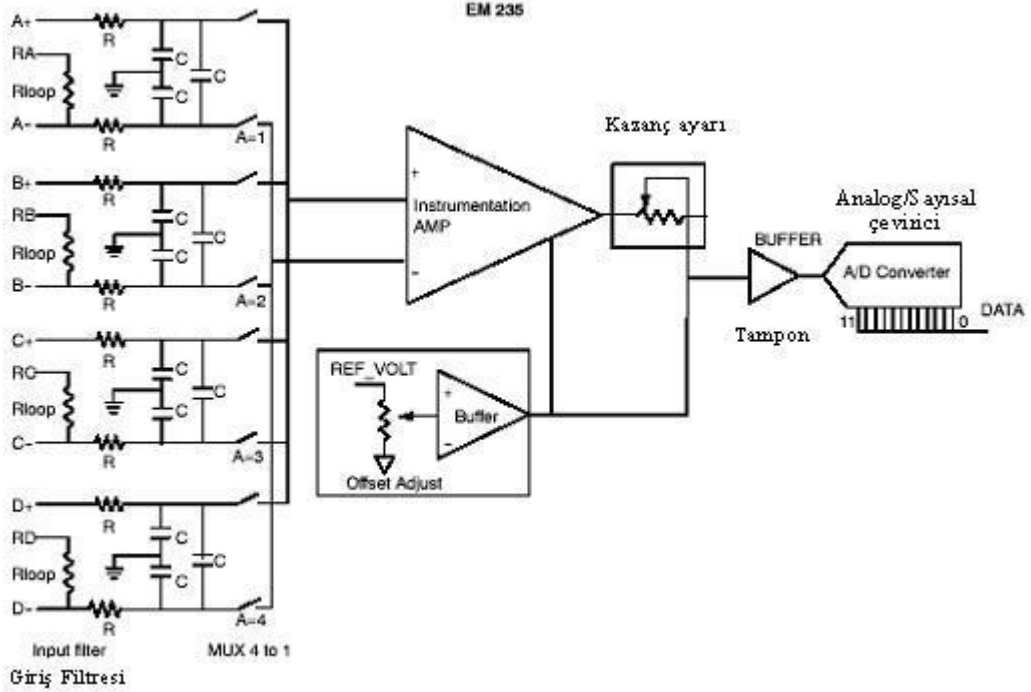 EM 235
A+
R
RA
C
C
Rloop
C
A-
R
A=1
B+
R
RB
C
C
Rloop
C
B-
R
A=2
C+
R
RC
C
C
Rloop
C
C-
R
A=3
D+
R
RD
C
C
Rloop
C
D-
R
A=4
Input filter
MUX 4 to 1
Giriş Filtresi
+
Instrumentation
AMP
-
Kazanç ayarı
REF_VOLT
+
Buffer
-
Offset Adjust
BUFFER
Tampon
Analog/Sayısal
çevirici
A/D Converter
11
0
DATA